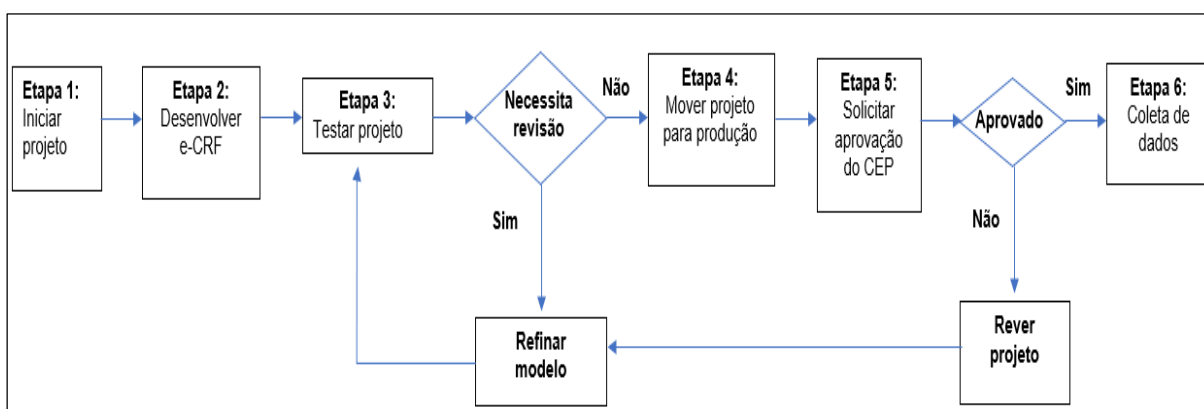 Etapa 1:
Iniciar
projeto
Etapa 2:
Desenvolver
e-CRF
Etapa 3:
Testar projeto
Necessita
revisão
Não
Sim
Etapa 4:
Mover projeto
para produção
Etapa 5:
Solicitar
aprovação
do CEP
Aprovado
Sim
Não
Etapa 6:
Coleta de
dados
Refinar
modelo
Rever
projeto